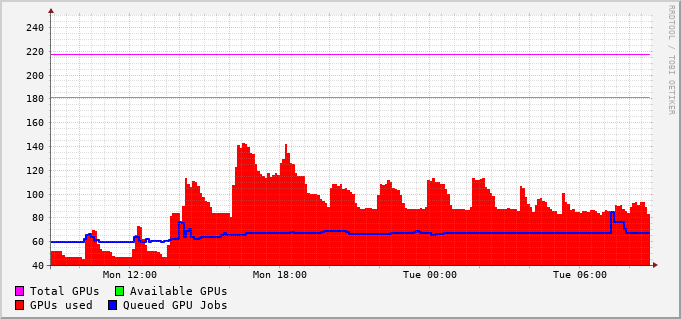 240
220
200
180
160
140
120
100
80
60
40
Mon 12:00 Mon 18:00 Tue 00:00 Tue 06:00
Total GPUs Available GPUs
GPUs used Queued GPU Jobs
RRDTOOL / TOBI OETIKER